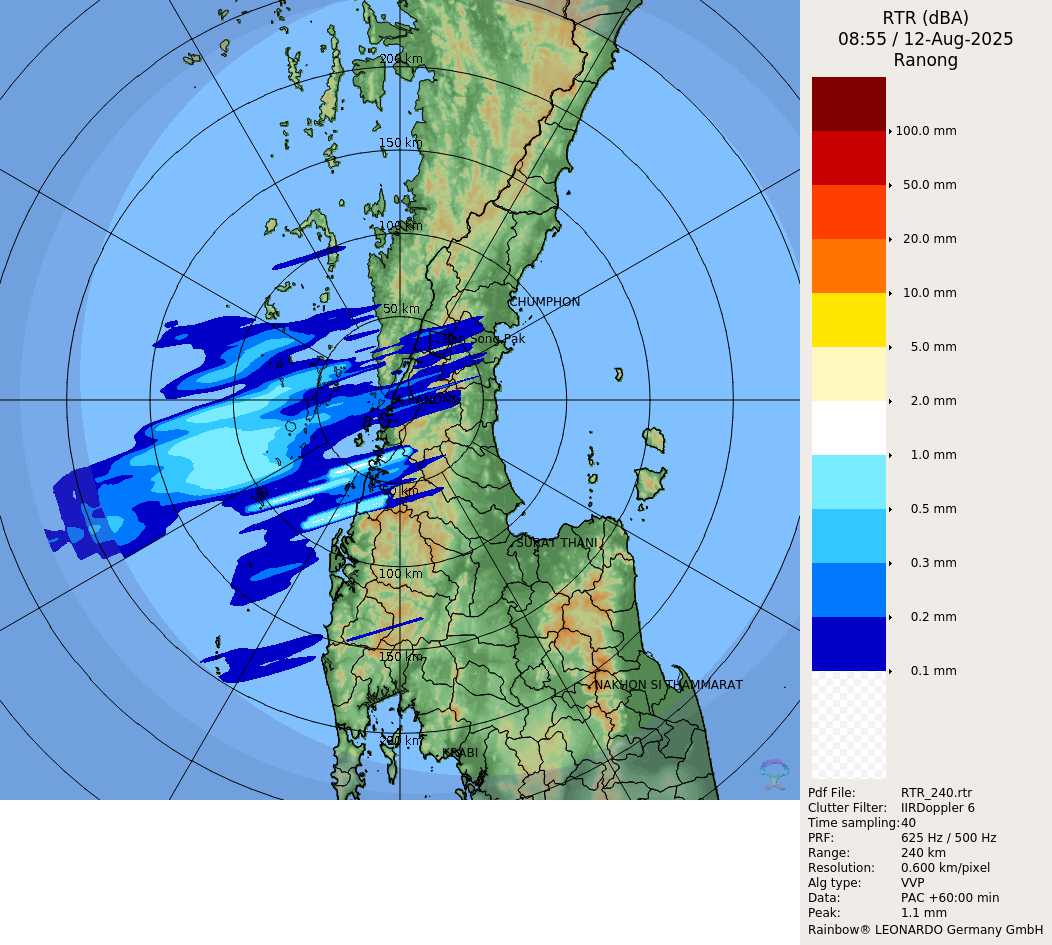 RTR (dBA)
08:55 / 12-Aug-2025
Ranong
100.0 mm
50.0 mm
20.0 mm
10.0 mm
5.0 mm
2.0 mm
1.0 mm
0.5 mm
0.3 mm
0.2 mm
0.1 mm
Pdf File: RTR_240.rtr
Clutter Filter: IIRDoppler 6
Time sampling:40
PRF: 625 Hz / 500 Hz
Range: 240 km
Resolution: 0.600 km/pixel
Alg type: VVP
Data: PAC +60:00 min
Peak: 1.1 mm
Rainbow® LEONARDO Germany GmbH
200 km
150 km
100 km
50 km
CHUMPHON
Song Pak
50 km
SURAT THANI
100 km
150 km
NAKHON SI THAMMARAT
200 km
KRABI